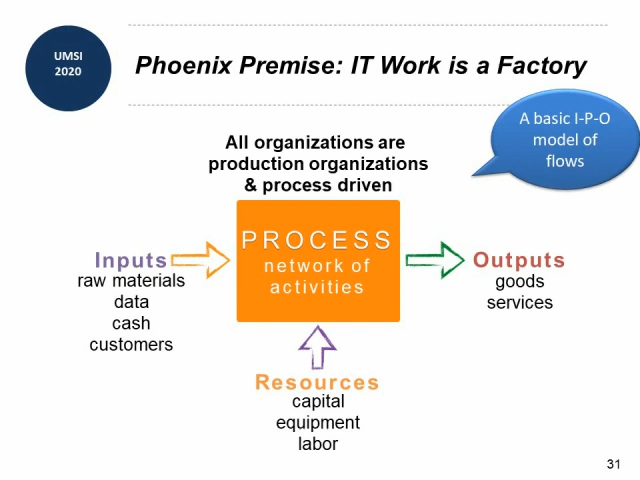 UMSI
2020
Phoenix Premise: IT Work is a Factory
A basic I-P-O
model of
flows
All organizations are
production organizations
& process driven
PROCESS
network of
activities
Inputs
raw materials
data
cash
customers
Outputs
goods
services
Resources
capital
equipment
labor
31